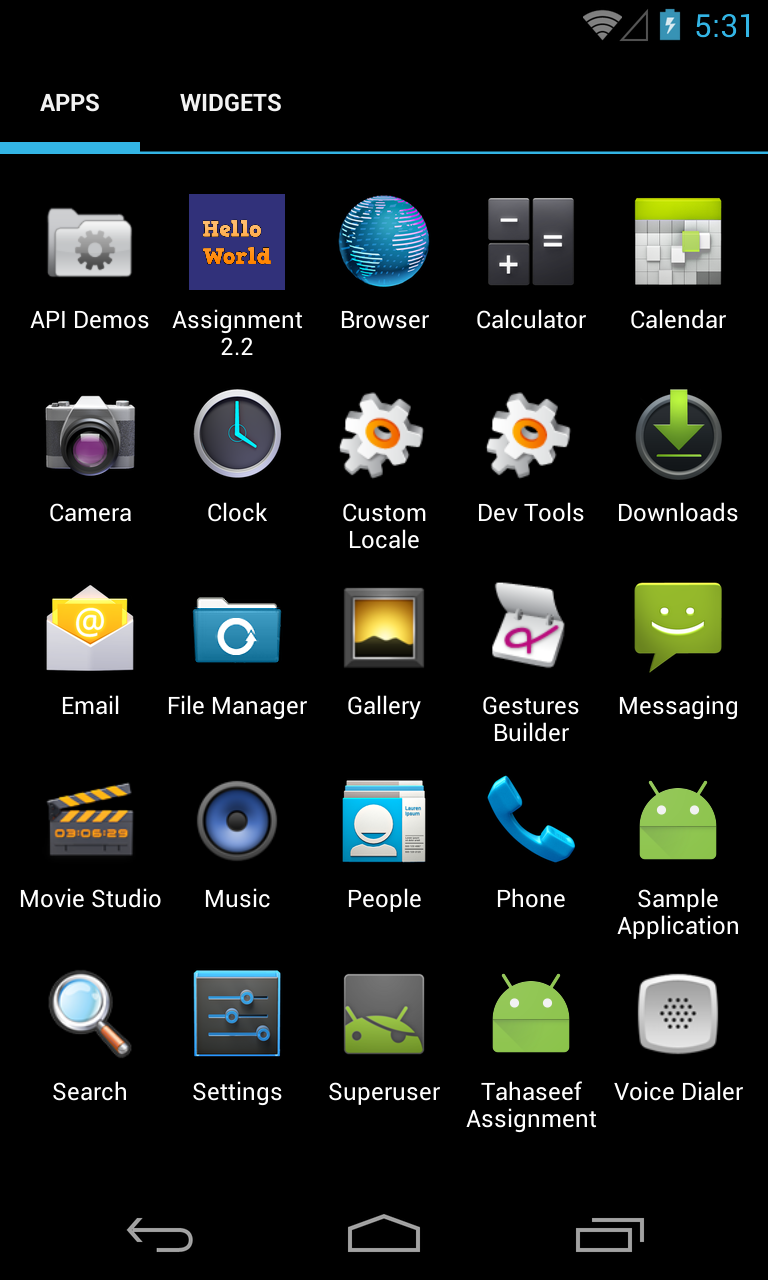 5:31
APPS WIDGETS
Hello
World
API Demos Assignment Browser Calculator Calendar
2.2
Camera Clock Custom Dev Tools Downloads
Locale
@
Email File Manager Gallery Gestures Messaging
Builder
03:06:29
Lauren
Ipsum
Movie Studio Music People Phone Sample
Application
Search Settings Superuser Tahaseef Voice Dialer
Assignment